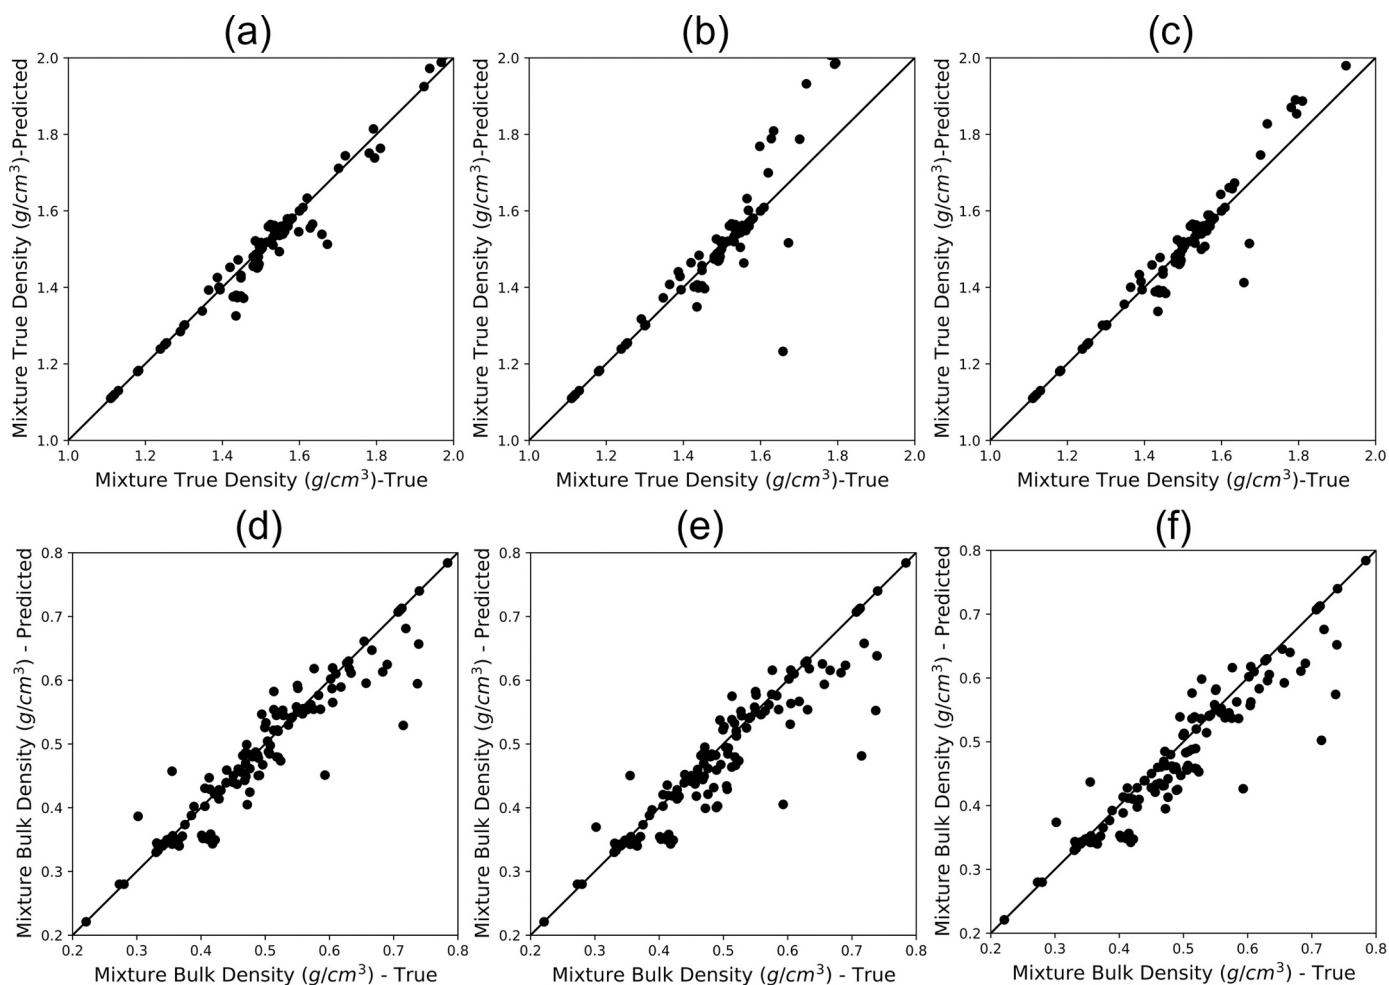 (a)
Mixture True Density (g/cm³)-Predicted
2.0
1.8
1.6
1.4
1.2
1.0
1.0 1.2 1.4 1.6 1.8 2.0
Mixture True Density (g/cm³)-True
(b)
Mixture True Density (g/cm³)-Predicted
2.0
1.8
1.6
1.4
1.2
1.0
1.0 1.2 1.4 1.6 1.8 2.0
Mixture True Density (g/cm³)-True
(c)
Mixture True Density (g/cm³)-Predicted
2.0
1.8
1.6
1.4
1.2
1.0
1.0 1.2 1.4 1.6 1.8 2.0
Mixture True Density (g/cm³)-True
(d)
Mixture Bulk Density (g/cm³) - Predicted
0.8
0.7
0.6
0.5
0.4
0.3
0.2
0.2 0.3 0.4 0.5 0.6 0.7 0.8
Mixture Bulk Density (g/cm³) - True
(e)
Mixture Bulk Density (g/cm³) - Predicted
0.8
0.7
0.6
0.5
0.4
0.3
0.2
0.2 0.3 0.4 0.5 0.6 0.7 0.8
Mixture Bulk Density (g/cm³) - True
(f)
Mixture Bulk Density (g/cm³) - Predicted
0.8
0.7
0.6
0.5
0.4
0.3
0.2
0.2 0.3 0.4 0.5 0.6 0.7 0.8
Mixture Bulk Density (g/cm³) - True